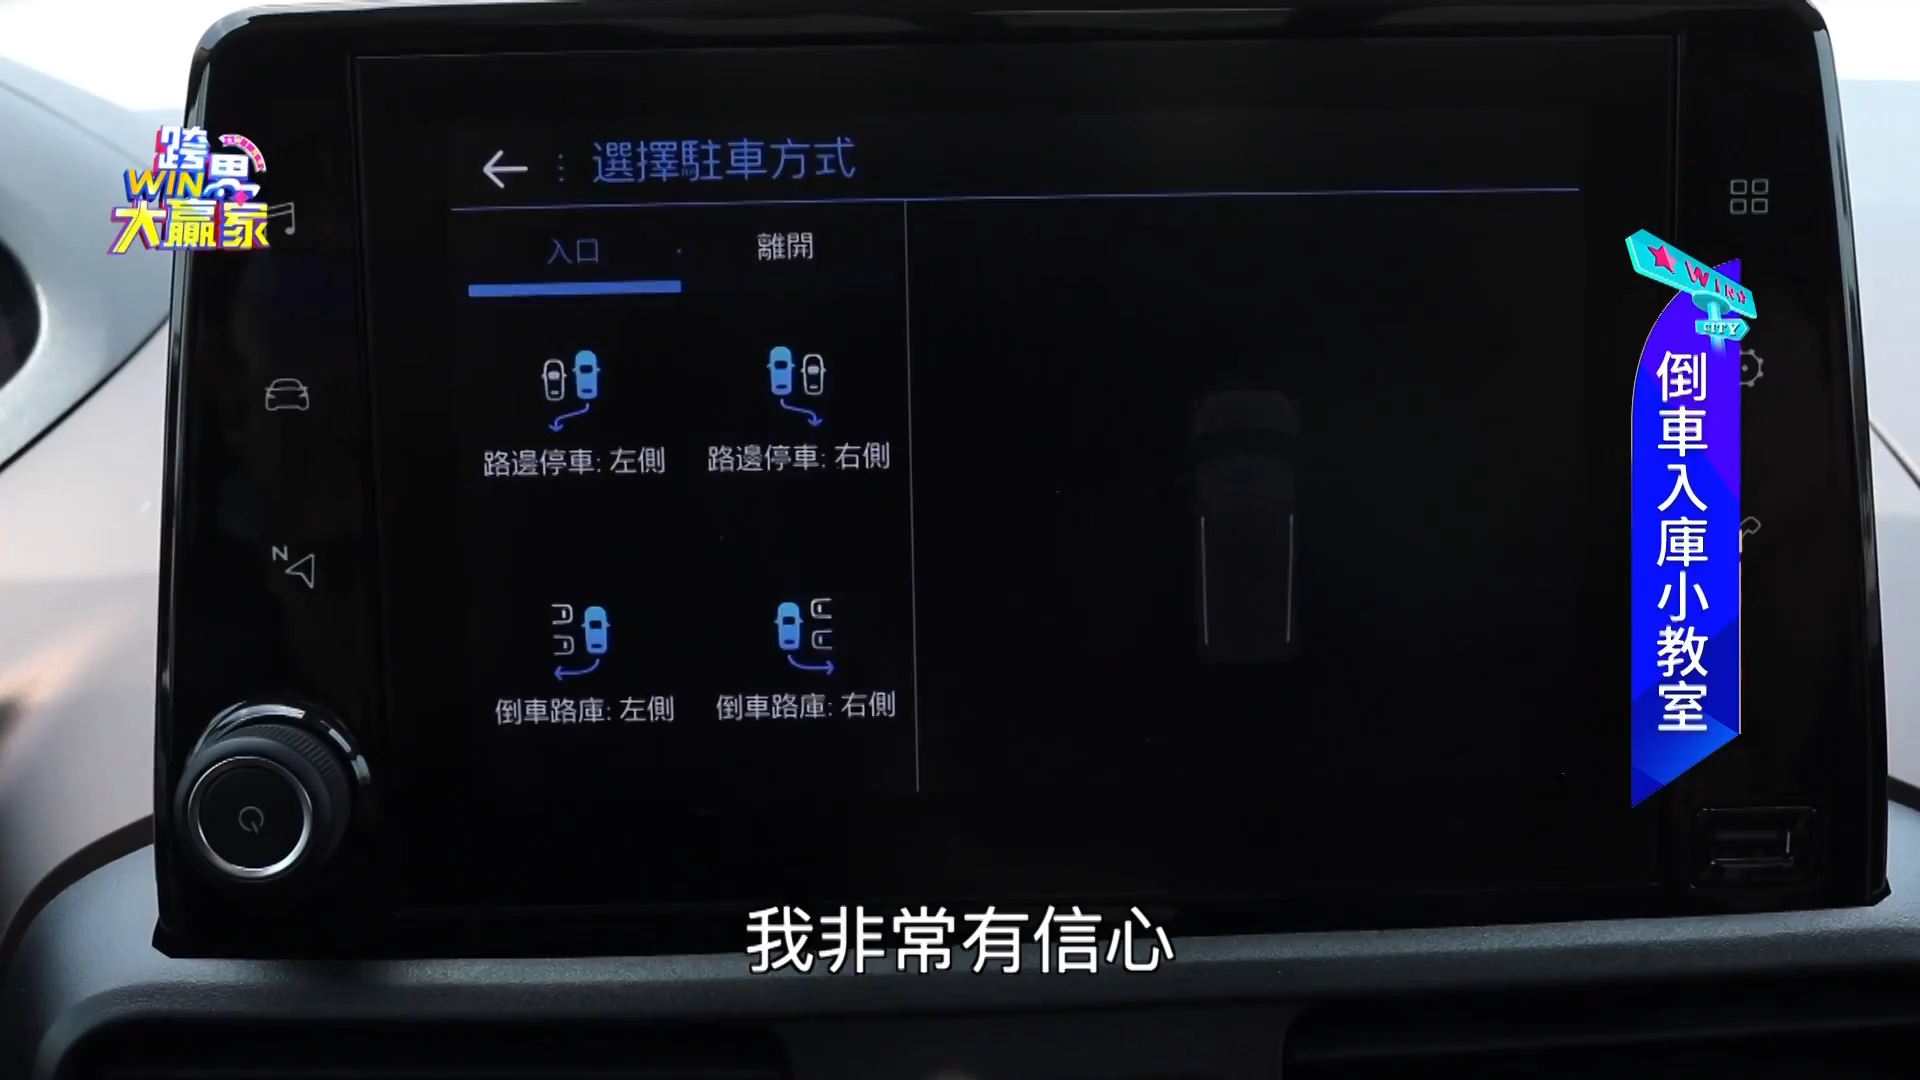 跨界
WIN
大贏家
選擇駐車方式
入口
離開
路邊停車: 左側
路邊停車: 右側
倒車路庫: 左側
倒車路庫: 右側
N
WIN
CITY
倒車入庫小教室
我非常有信心